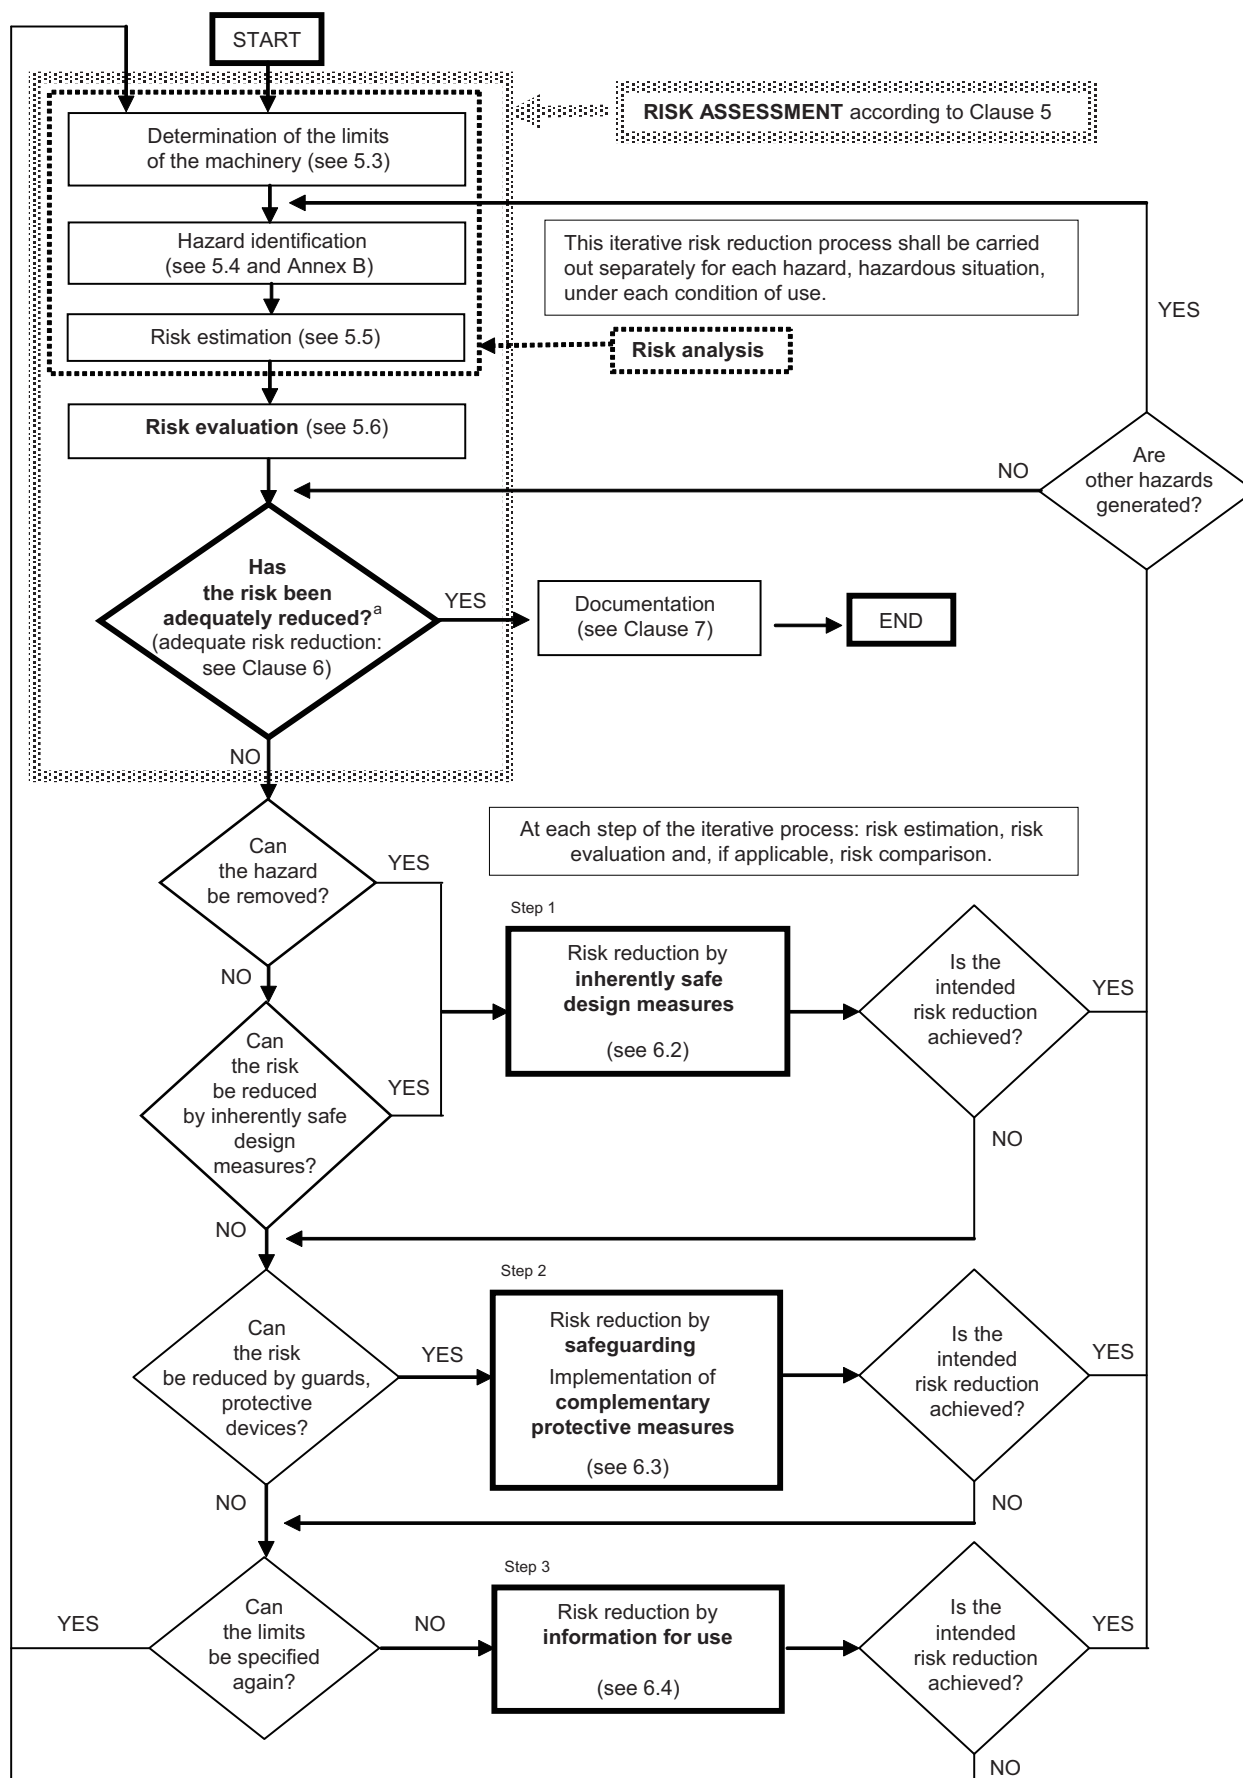 START
RISK ASSESSMENT according to Clause 5
Determination of the limits
of the machinery (see 5.3)
Hazard identification
(see 5.4 and Annex B)
This iterative risk reduction process shall be carried
out separately for each hazard, hazardous situation,
under each condition of use.
YES
Risk estimation (see 5.5)
Risk analysis
Risk evaluation (see 5.6)
NO
Are
other hazards
generated?
Has
the risk been
adequately reduced?a
(adequate risk reduction:
see Clause 6)
YES
Documentation
(see Clause 7)
END
NO
At each step of the iterative process: risk estimation, risk
evaluation and, if applicable, risk comparison.
Can
the hazard
be removed?
YES
Step 1
Risk reduction by
inherently safe
design measures
(see 6.2)
Is the
intended
risk reduction
achieved?
YES
NO
Can
the risk
be reduced
by inherently safe
design
measures?
YES
NO
NO
Step 2
Can
the risk
be reduced by guards,
protective
devices?
YES
Risk reduction by
safeguarding
Implementation of
complementary
protective measures
(see 6.3)
Is the
intended
risk reduction
achieved?
YES
NO
NO
Step 3
YES
Can
the limits
be specified
again?
NO
Risk reduction by
information for use
(see 6.4)
Is the
intended
risk reduction
achieved?
YES
NO